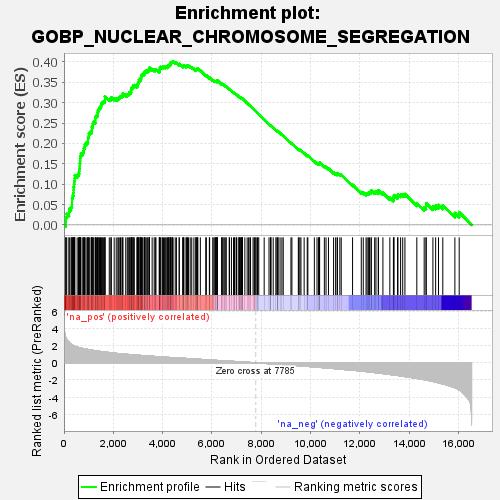 Enrichment plot:
GOBP_NUCLEAR_CHROMOSOME_SEGREGATION
Enrichment score (ES)
0.40
0.35
0.30
0.25
0.20
0.15
0.10
0.05
0.00
Ranked list metric (PreRanked)
6
4
2
0
-2
-4
-6
'na_pos' (positively correlated)
Zero cross at 7785
'na_neg' (negatively correlated)
0
2,000
4,000
6,000
8,000
10,000
12,000
14,000
16,000
Rank in Ordered Dataset
Enrichment profile
Hits
Ranking metric scores